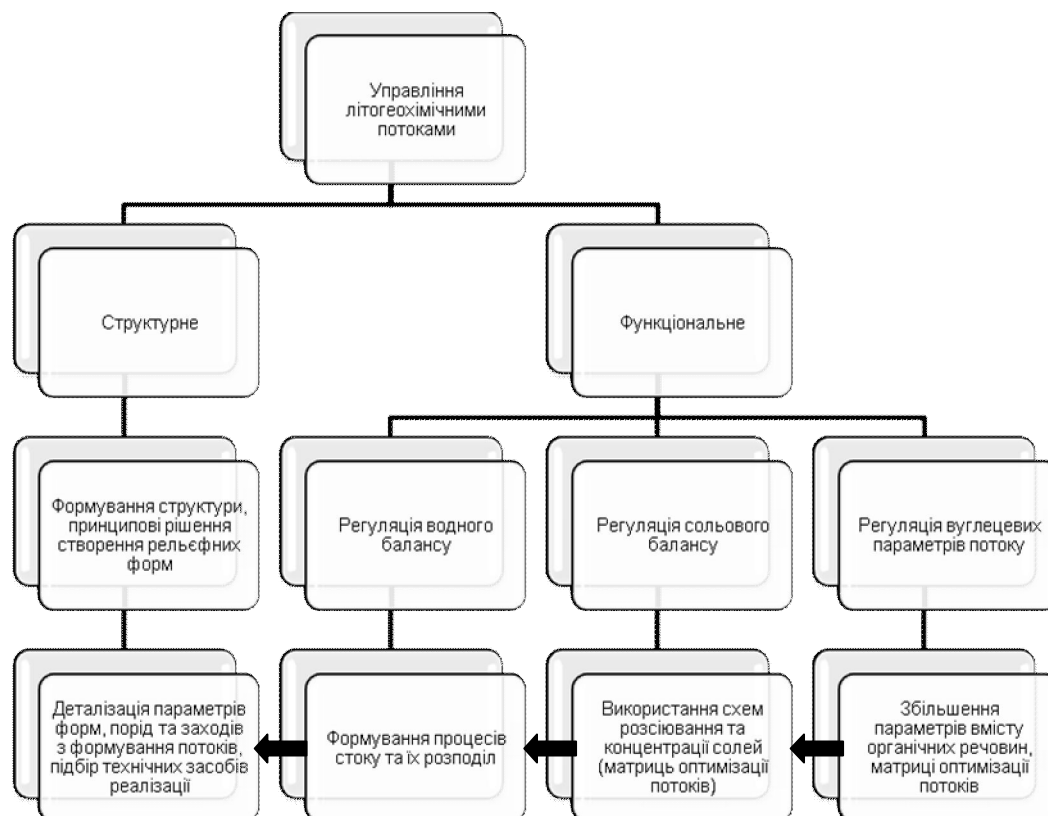 Управління
літогеохімічними
потоками
Структурне
Функціональне
Формування структури,
принципові рішення
створення рельєфних
форм
Регуляція водного
балансу
Регуляція сольового
балансу
Регуляція вуглецевих
параметрів потоку
Деталізація параметрів
форм, порід та заходів
з формування потоків,
підбір технічних засобів
реалізації
Формування процесів
стоку та їх розподіл
Використання схем
розсіювання та
концентрації солей
(матриць оптимізації
потоків)
Збільшення
параметрів вмісту
органічних речовин,
матриці оптимізації
потоків